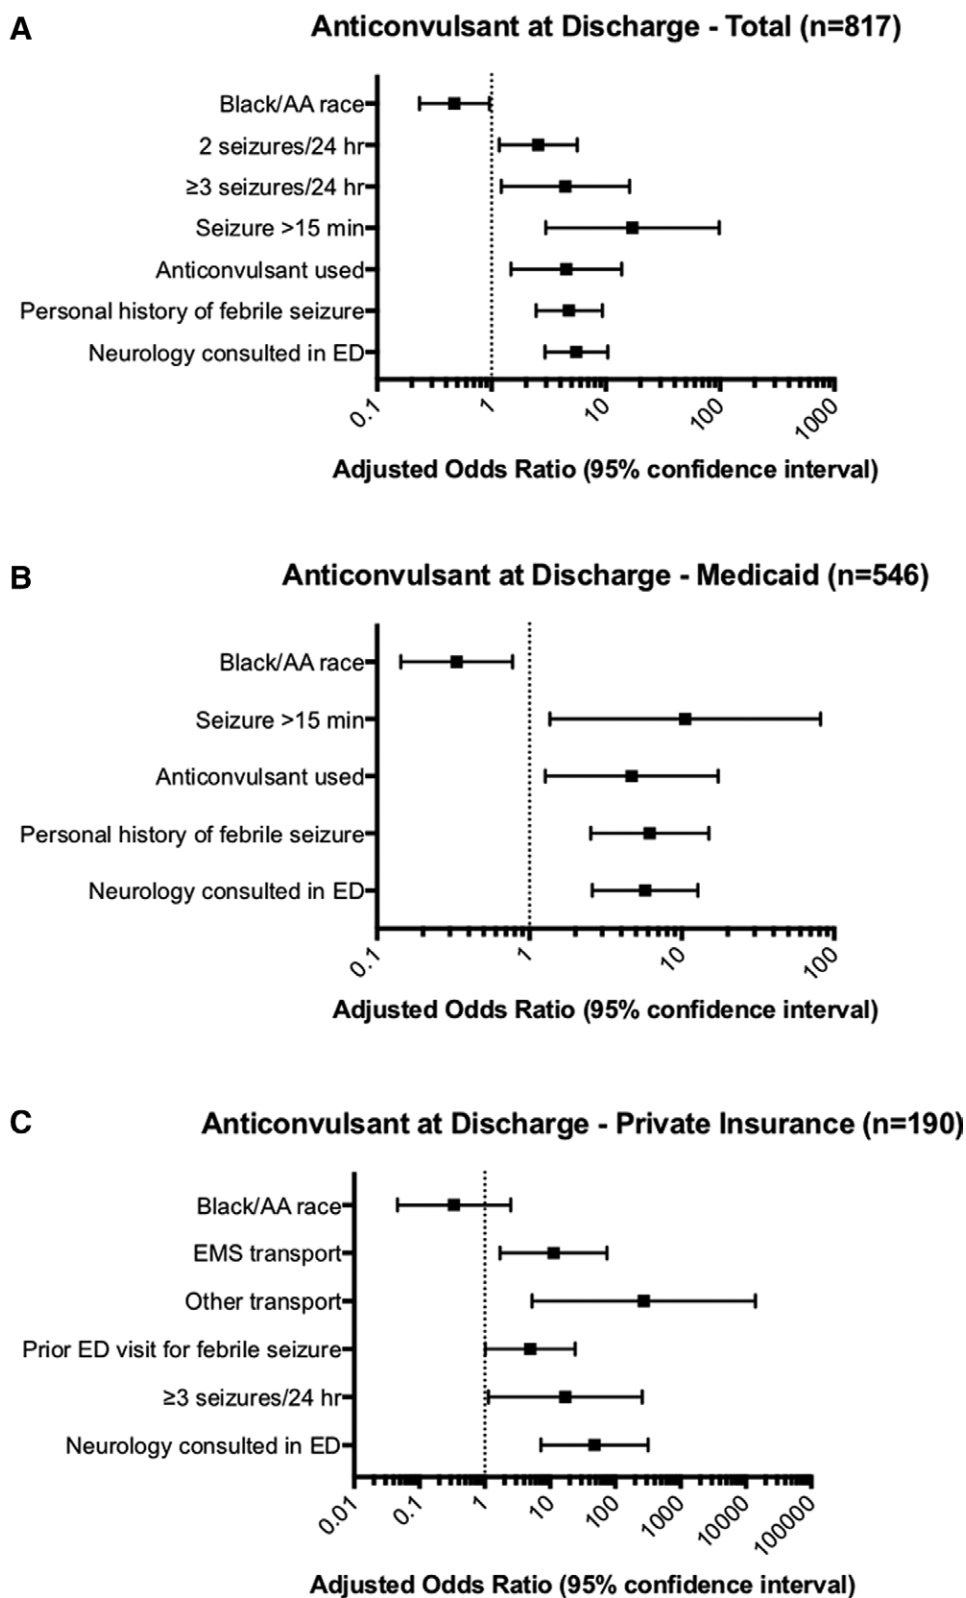 A
Anticonvulsant at Discharge - Total (n=817)
Black/AA race
2 seizures/24 hr
≥3 seizures/24 hr
Seizure >15 min
Anticonvulsant used
Personal history of febrile seizure
Neurology consulted in ED
0.1 1 10 100 1000
Adjusted Odds Ratio (95% confidence interval)
B
Anticonvulsant at Discharge - Medicaid (n=546)
Black/AA race
Seizure >15 min
Anticonvulsant used
Personal history of febrile seizure
Neurology consulted in ED
0.1 1 10 100
Adjusted Odds Ratio (95% confidence interval)
C
Anticonvulsant at Discharge - Private Insurance (n=190)
Black/AA race
EMS transport
Other transport
Prior ED visit for febrile seizure
≥3 seizures/24 hr
Neurology consulted in ED
0.01 0.1 1 10 100 1000 10000 100000
Adjusted Odds Ratio (95% confidence interval)